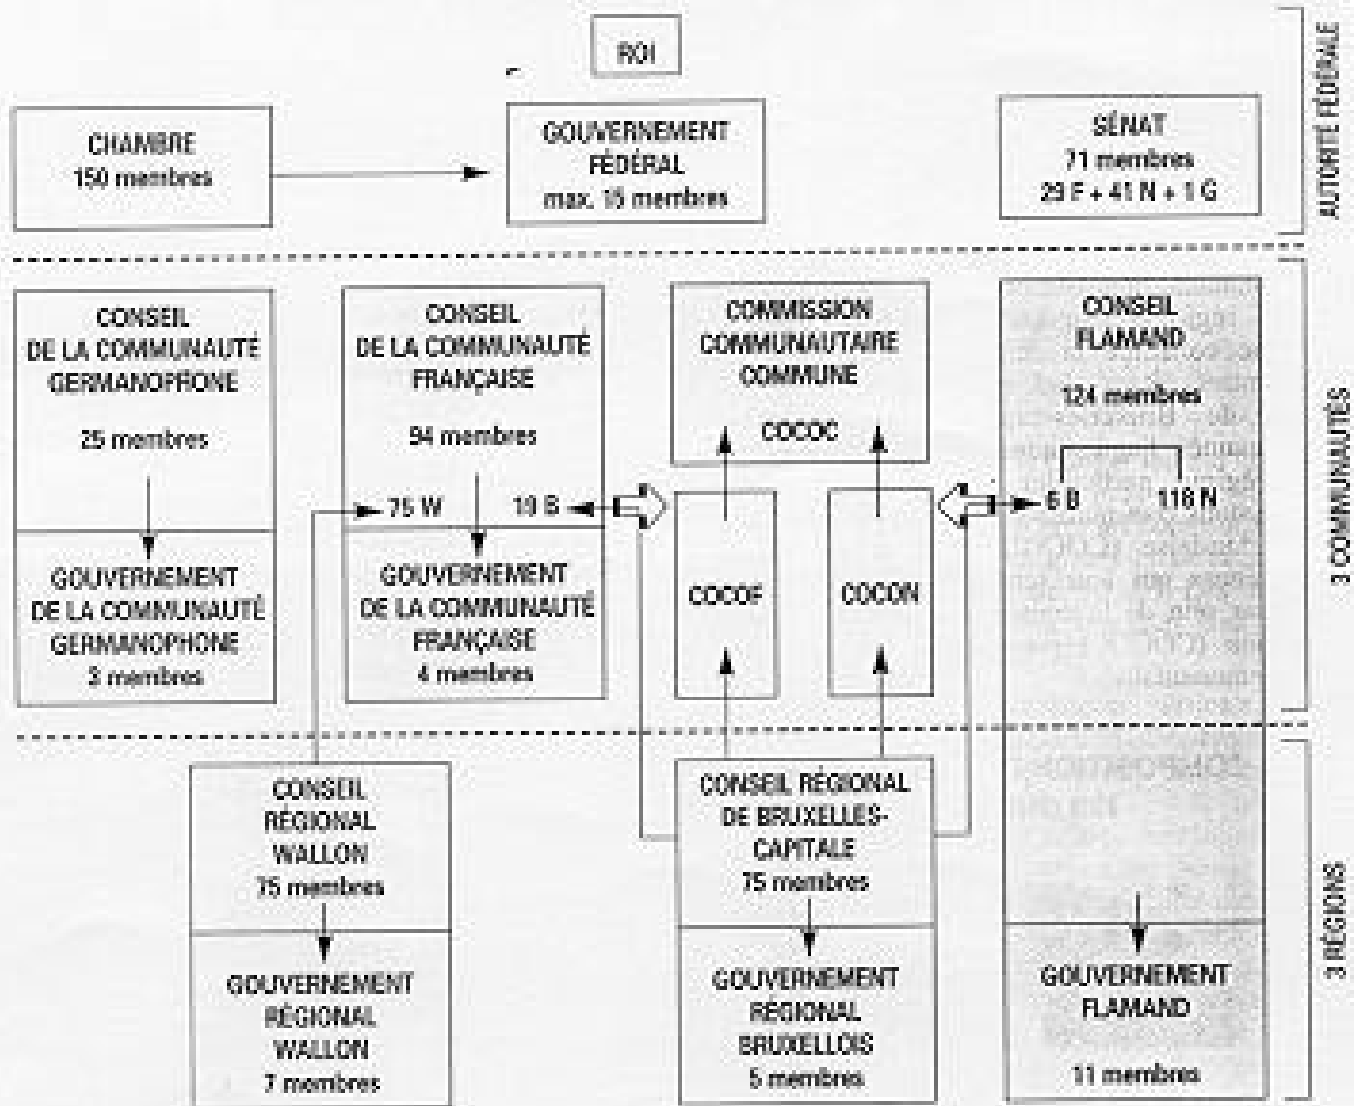 ROI
CHAMBRE
150 membres
GOUVERNEMENT
FÉDÉRAL
max. 15 membres
SÉNAT
71 membres
29 F + 41 N + 1 G
AUTORITÉ FÉDÉRALE
CONSEIL
DE LA COMMUNAUTÉ
GERMANOPHONE
25 membres
GOUVERNEMENT
DE LA COMMUNAUTÉ
GERMANOPHONE
3 membres
CONSEIL
DE LA COMMUNAUTÉ
FRANÇAISE
94 membres
75 W
19 B
GOUVERNEMENT
DE LA COMMUNAUTÉ
FRANÇAISE
4 membres
COMMISSION
COMMUNAUTAIRE
COMMUNE
COCOC
COCOF
COCON
CONSEIL
FLAMAND
124 membres
6 B
118 N
3 COMMUNAUTÉS
CONSEIL
RÉGIONAL
WALLON
75 membres
GOUVERNEMENT
RÉGIONAL
WALLON
7 membres
CONSEIL RÉGIONAL
DE BRUXELLES-
CAPITALE
75 membres
GOUVERNEMENT
RÉGIONAL
BRUXELLOIS
5 membres
GOUVERNEMENT
FLAMAND
11 membres
3 RÉGIONS